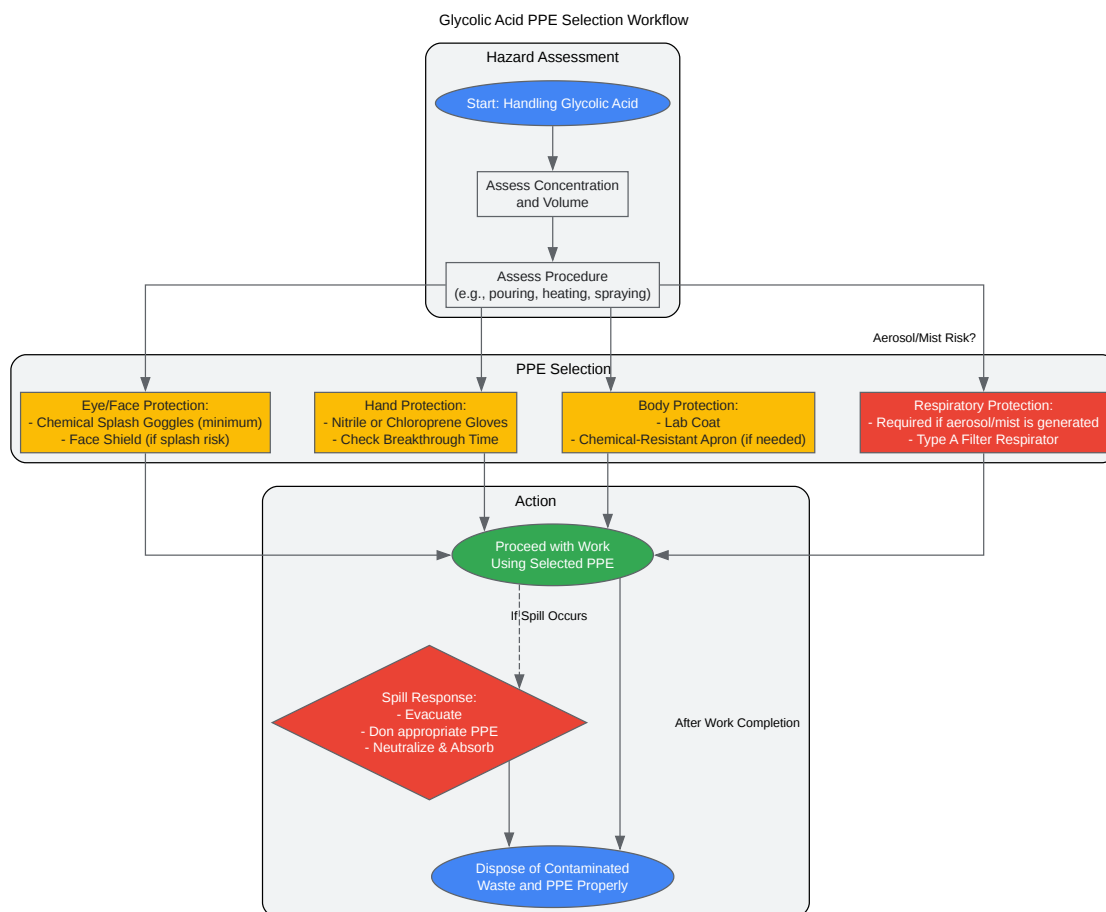 Glycolic Acid PPE Selection Workflow
Hazard Assessment
Start: Handling Glycolic Acid
Assess Concentration
and Volume
Assess Procedure
(e.g., pouring, heating, spraying)
Aerosol/Mist Risk?
PPE Selection
Eye/Face Protection:
- Chemical Splash Goggles (minimum)
- Face Shield (if splash risk)
Hand Protection:
- Nitrile or Chloroprene Gloves
- Check Breakthrough Time
Body Protection:
- Lab Coat
- Chemical-Resistant Apron (if needed)
Respiratory Protection:
- Required if aerosol/mist is generated
- Type A Filter Respirator
Action
Proceed with Work
Using Selected PPE
If Spill Occurs
Spill Response:
- Evacuate
- Don appropriate PPE
- Neutralize & Absorb
After Work Completion
Dispose of Contaminated
Waste and PPE Properly